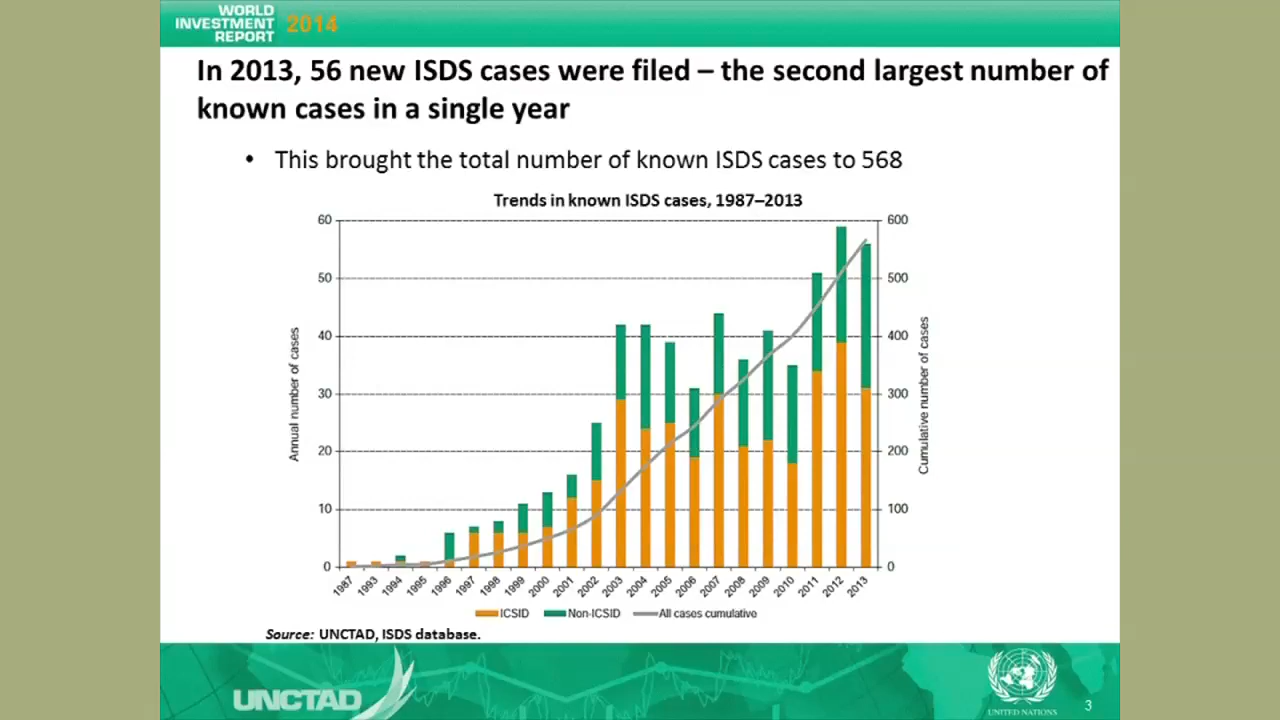 WORLD
INVESTMENT
REPORT 2014
In 2013, 56 new ISDS cases were filed – the second largest number of
known cases in a single year
• This brought the total number of known ISDS cases to 568
Trends in known ISDS cases, 1987–2013
60
50
40
30
20
10
0
Annual number of cases
600
500
400
300
200
100
0
Cumulative number of cases
1987 1993 1994 1995 1996 1997 1998 1999 2000 2001 2002 2003 2004 2005 2006 2007 2008 2009 2010 2011 2012 2013
ICSID Non-ICSID All cases cumulative
Source: UNCTAD, ISDS database.
UNCTAD
UNITED NATIONS
3